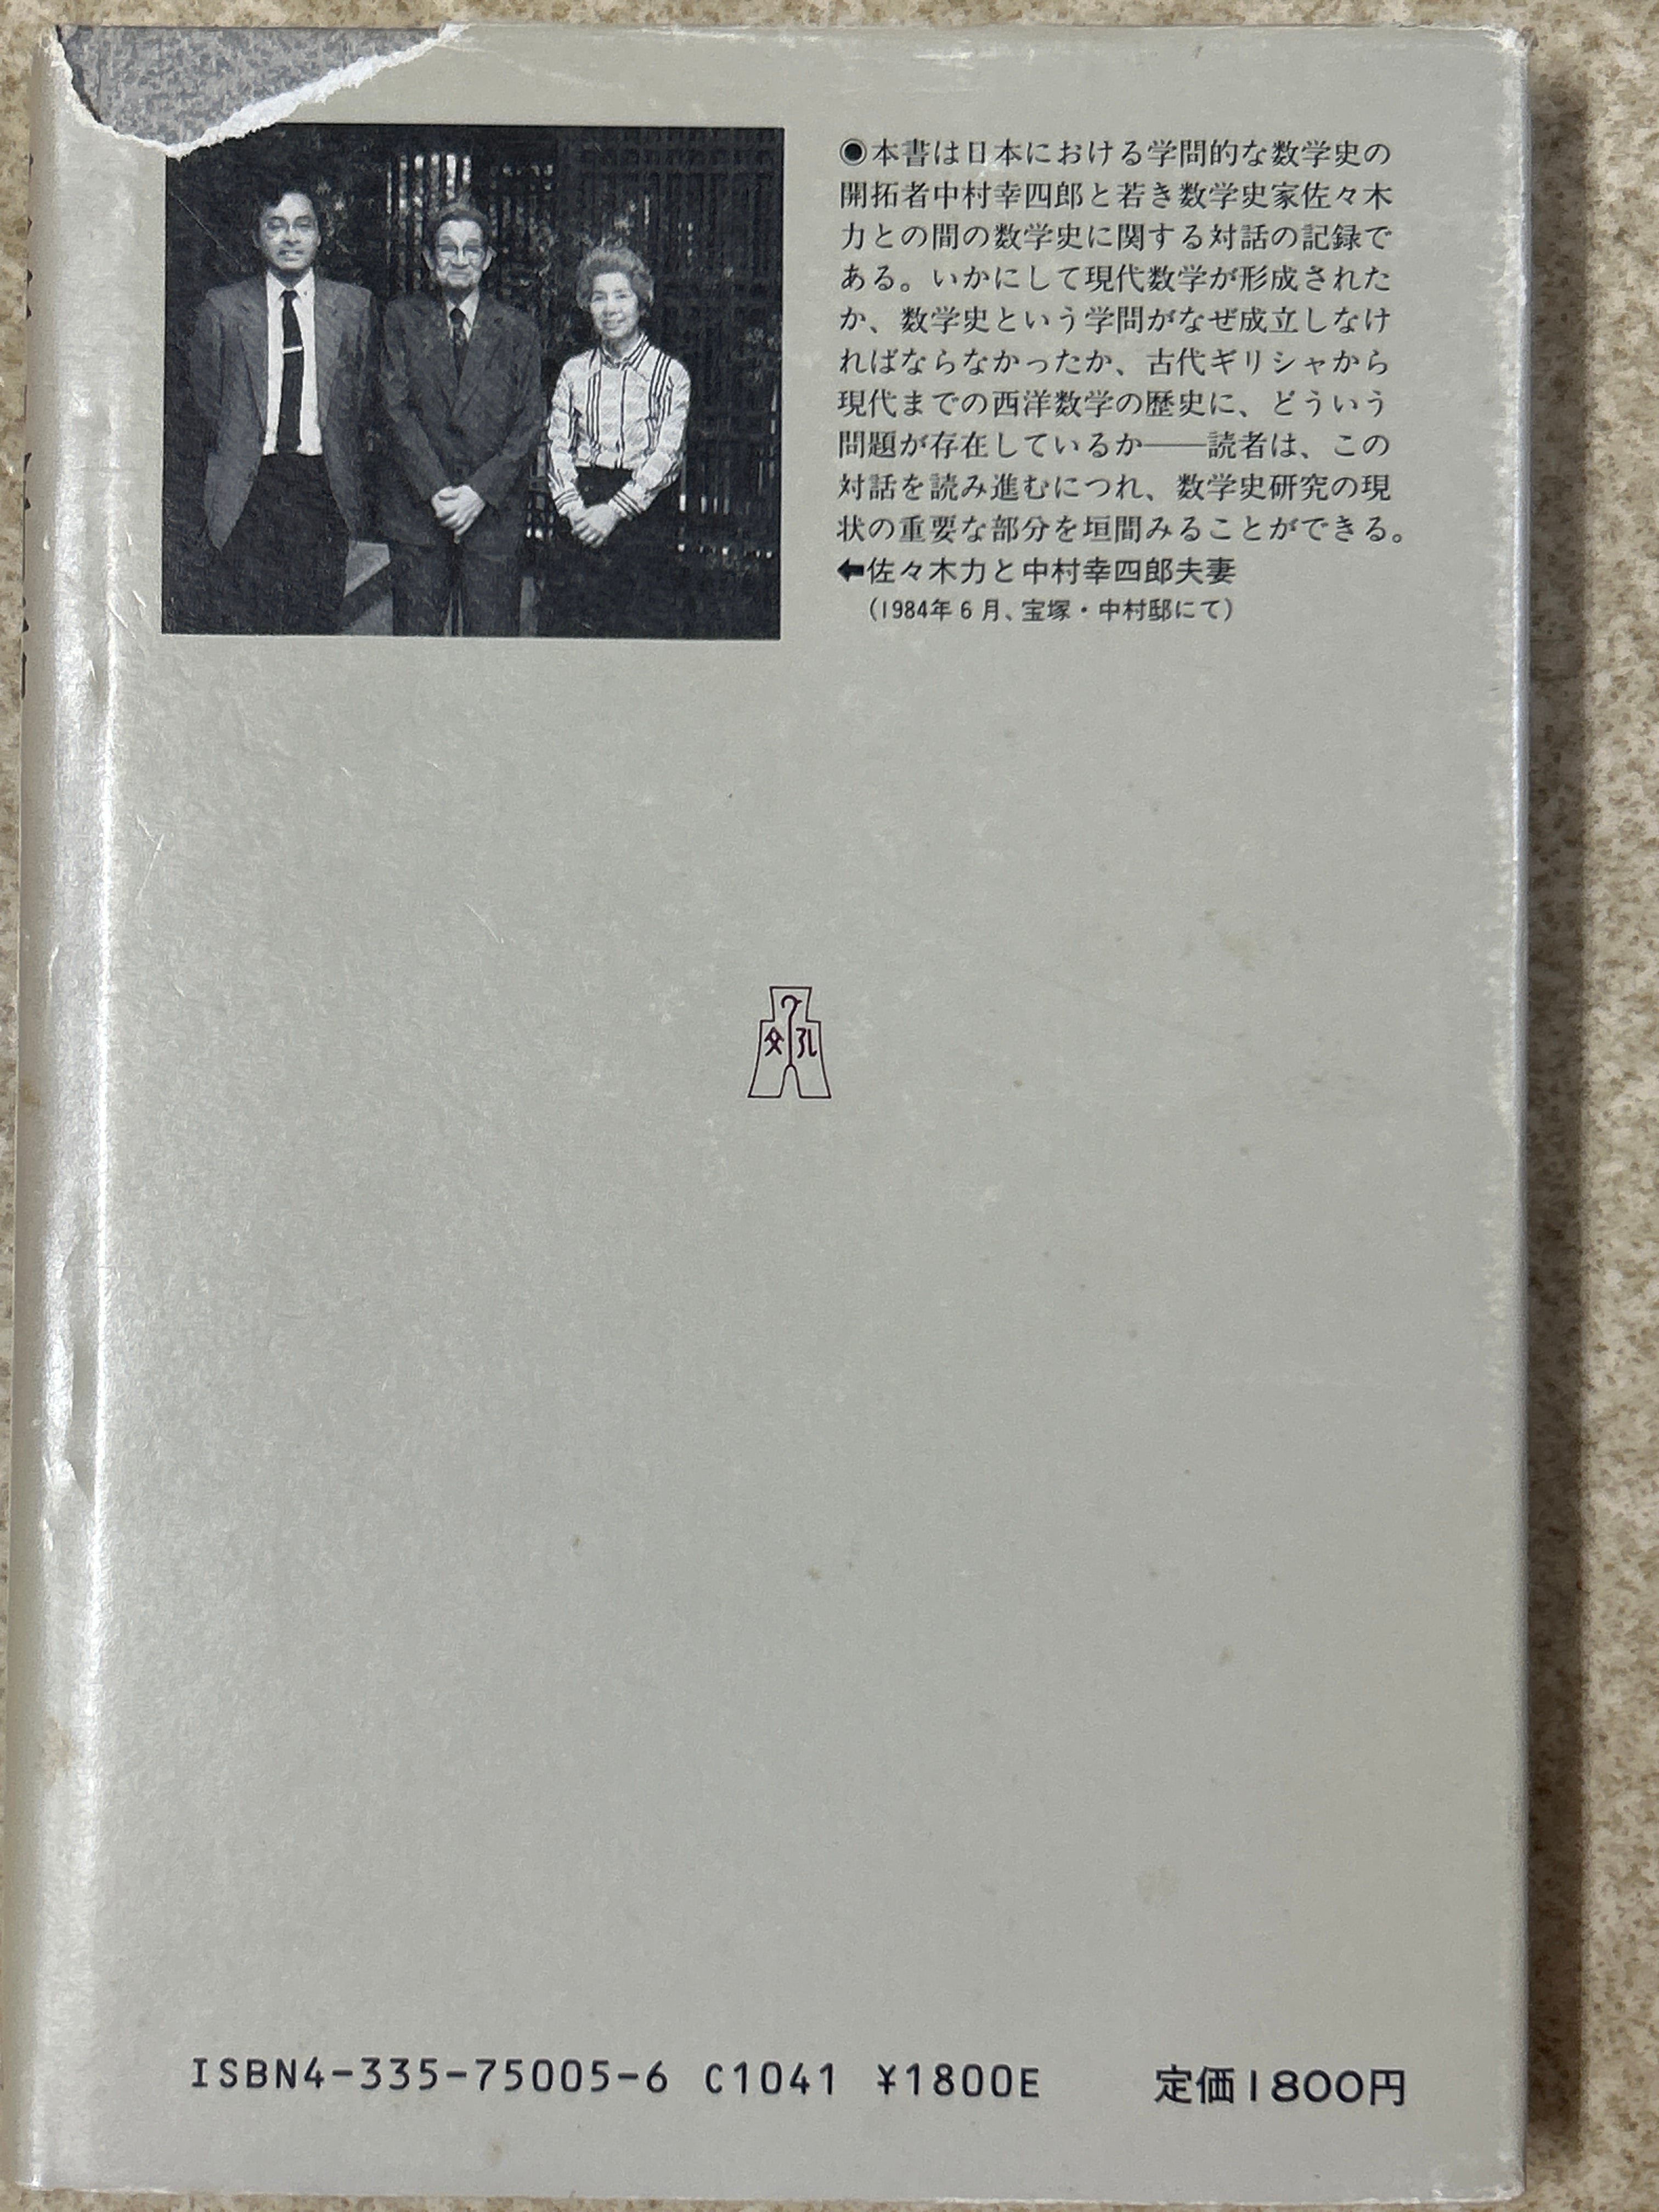 ◉本書は日本における学問的な数学史の
開拓者中村幸四郎と若き数学史家佐々木
力との間の数学史に関する対話の記録で
ある。いかにして現代数学が形成された
か、数学史という学問がなぜ成立しなけ
ればならなかったか、古代ギリシャから
現代までの西洋数学の歴史に、どういう
問題が存在しているか――読者は、この
対話を読み進むにつれ、数学史研究の現
状の重要な部分を垣間みることができる。
←佐々木力と中村幸四郎夫妻
(1984年6月、宝塚・中村邸にて)
ISBN4-335-75005-6 C1041 ¥1800E 定価1800円